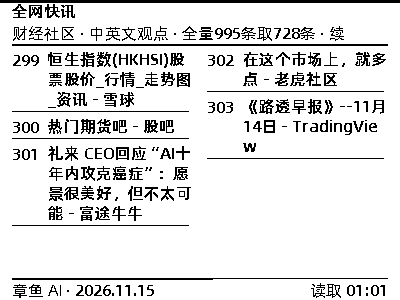 全网快讯
财经社区 · 中英文观点 · 全量995条取728条 · 续
299 恒生指数(HKHSI)股
票股价_行情_走势图
_资讯 - 雪球
300 热门期货吧 - 股吧
301 礼来 CEO回应“AI十
年内攻克癌症”：愿
景很美好，但不太可
能 - 富途牛牛
302 在这个市场上，就多
点 - 老虎社区
303 《路透早报》--11月
14日 - TradingVie
w
章鱼 AI · 2026.11.15
读取 01:01